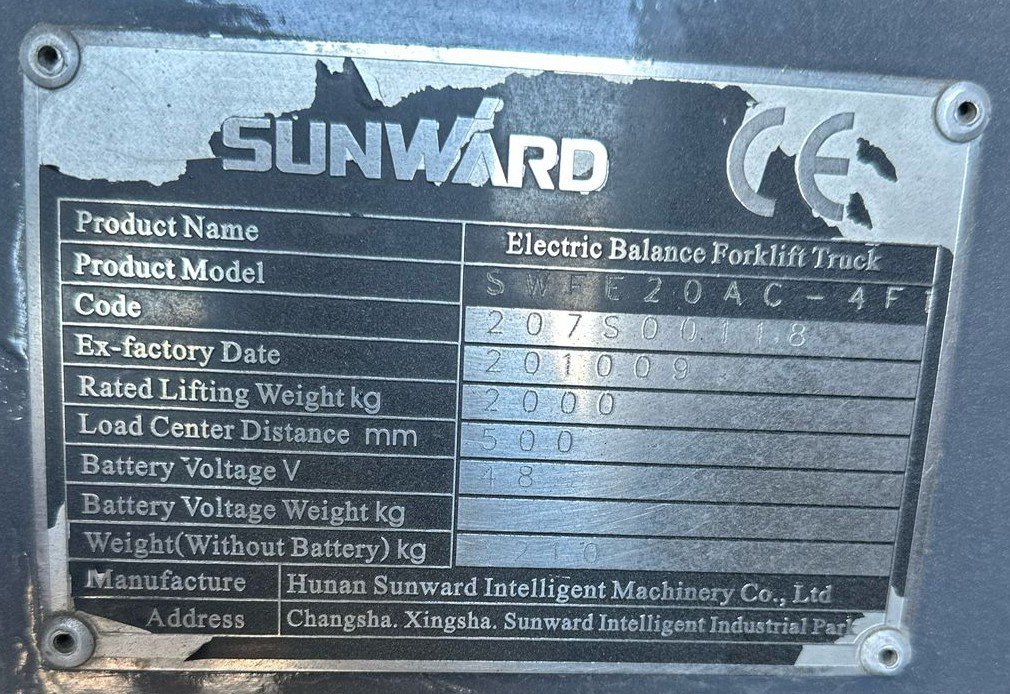 SUNWARD
CE
Product Name Electric Balance Forklift Truck
Product Model SWFE20AC-4F
Code 207S00118
Ex-factory Date 201009
Rated Lifting Weight kg 2000
Load Center Distance mm 500
Battery Voltage V 48
Battery Voltage Weight kg
Weight(Without Battery) kg
Manufacture Hunan Sunward Intelligent Machinery Co., Ltd
Address Changsha. Xingsha. Sunward Intelligent Industrial Park